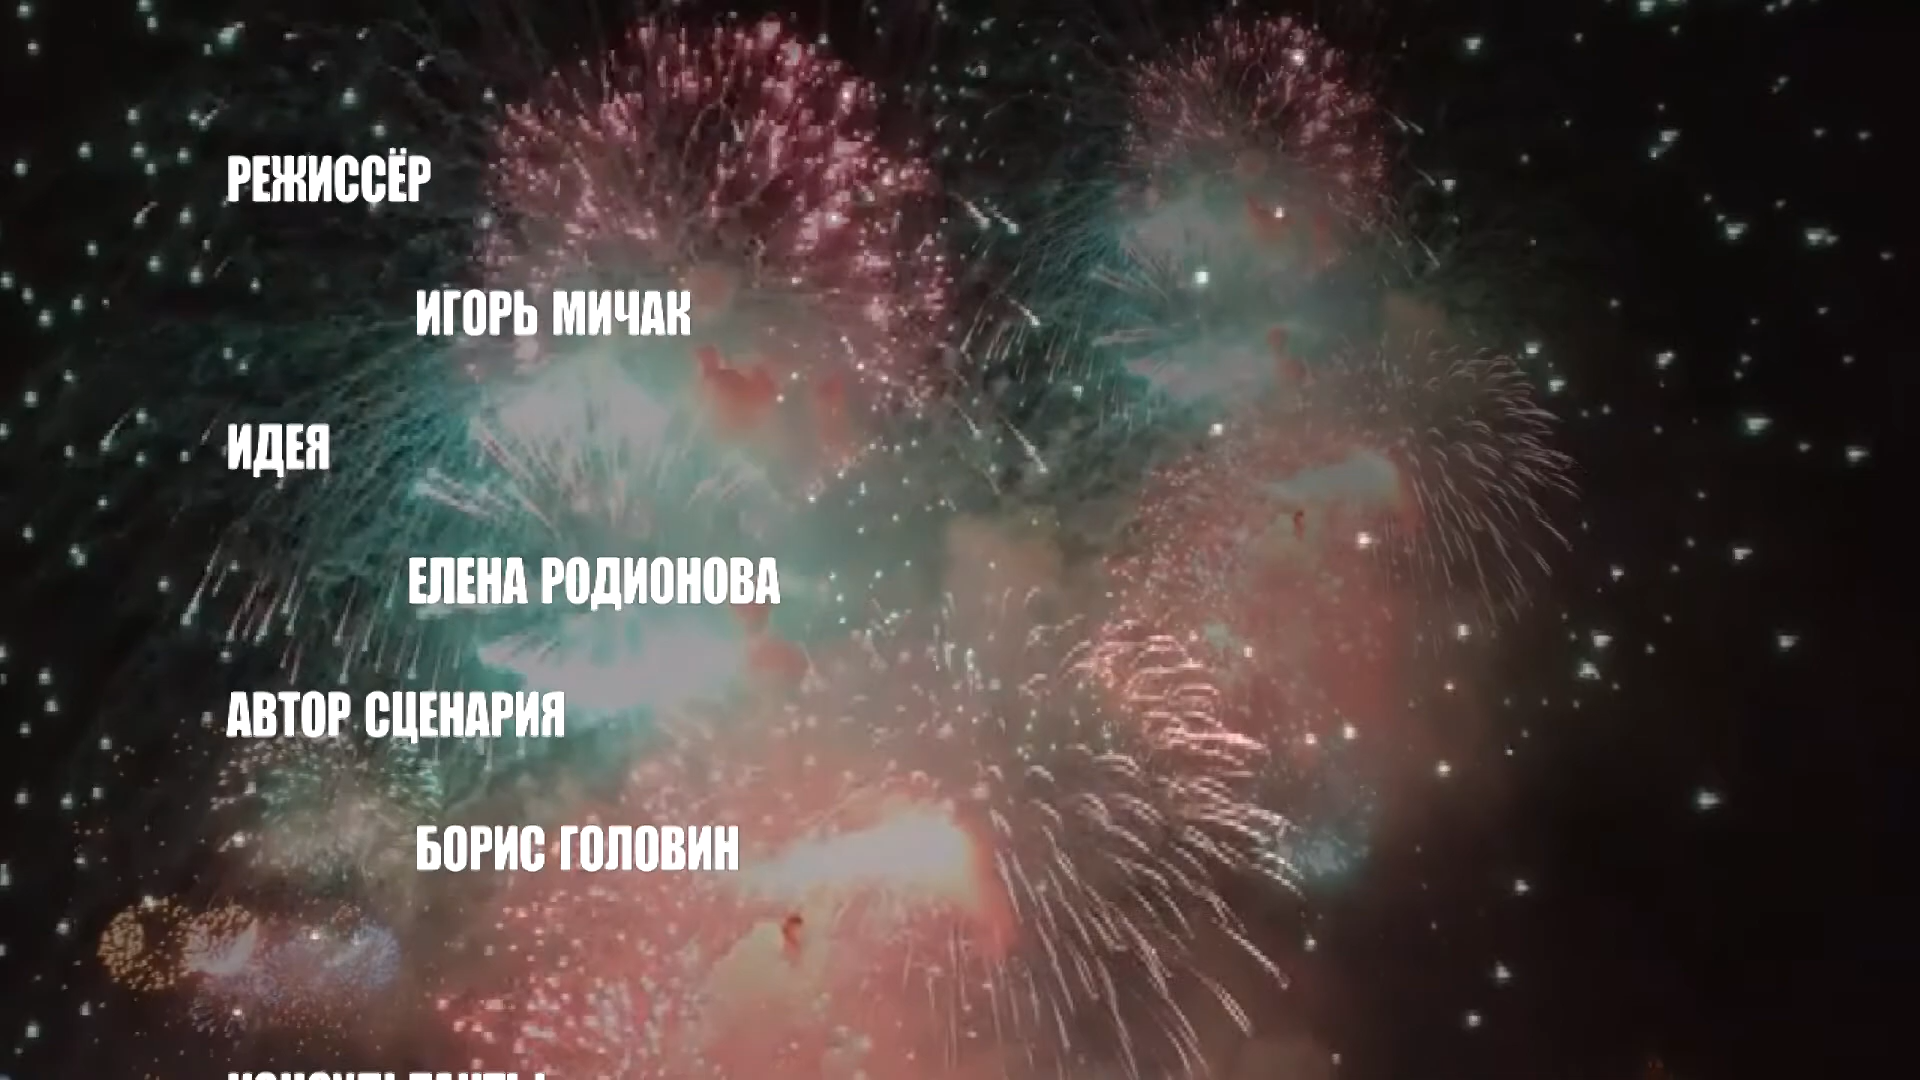 РЕЖИССЁР
ИГОРЬ МИЧАК
ИДЕЯ
ЕЛЕНА РОДИОНОВА
АВТОР СЦЕНАРИЯ
БОРИС ГОЛОВИН